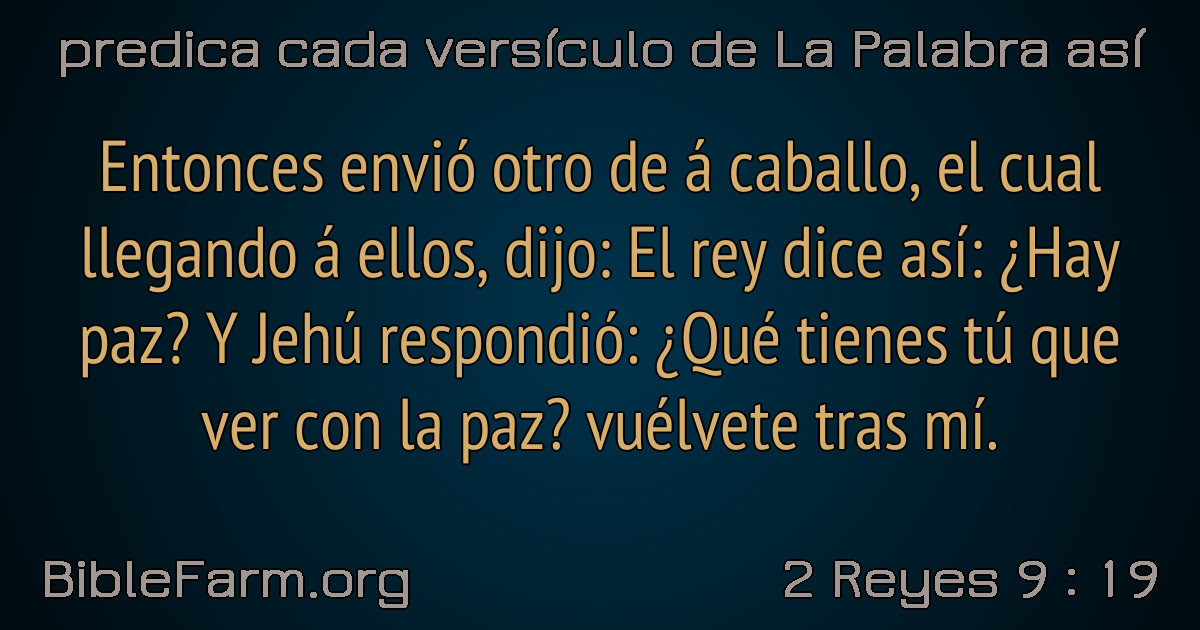 predica cada versículo de La Palabra así
Entonces envió otro de á caballo, el cual
llegando á ellos, dijo: El rey dice así: ¿Hay
paz? Y Jehú respondió: ¿Qué tienes tú que
ver con la paz? vuélvete tras mí.
BibleFarm.org
2 Reyes 9 : 19